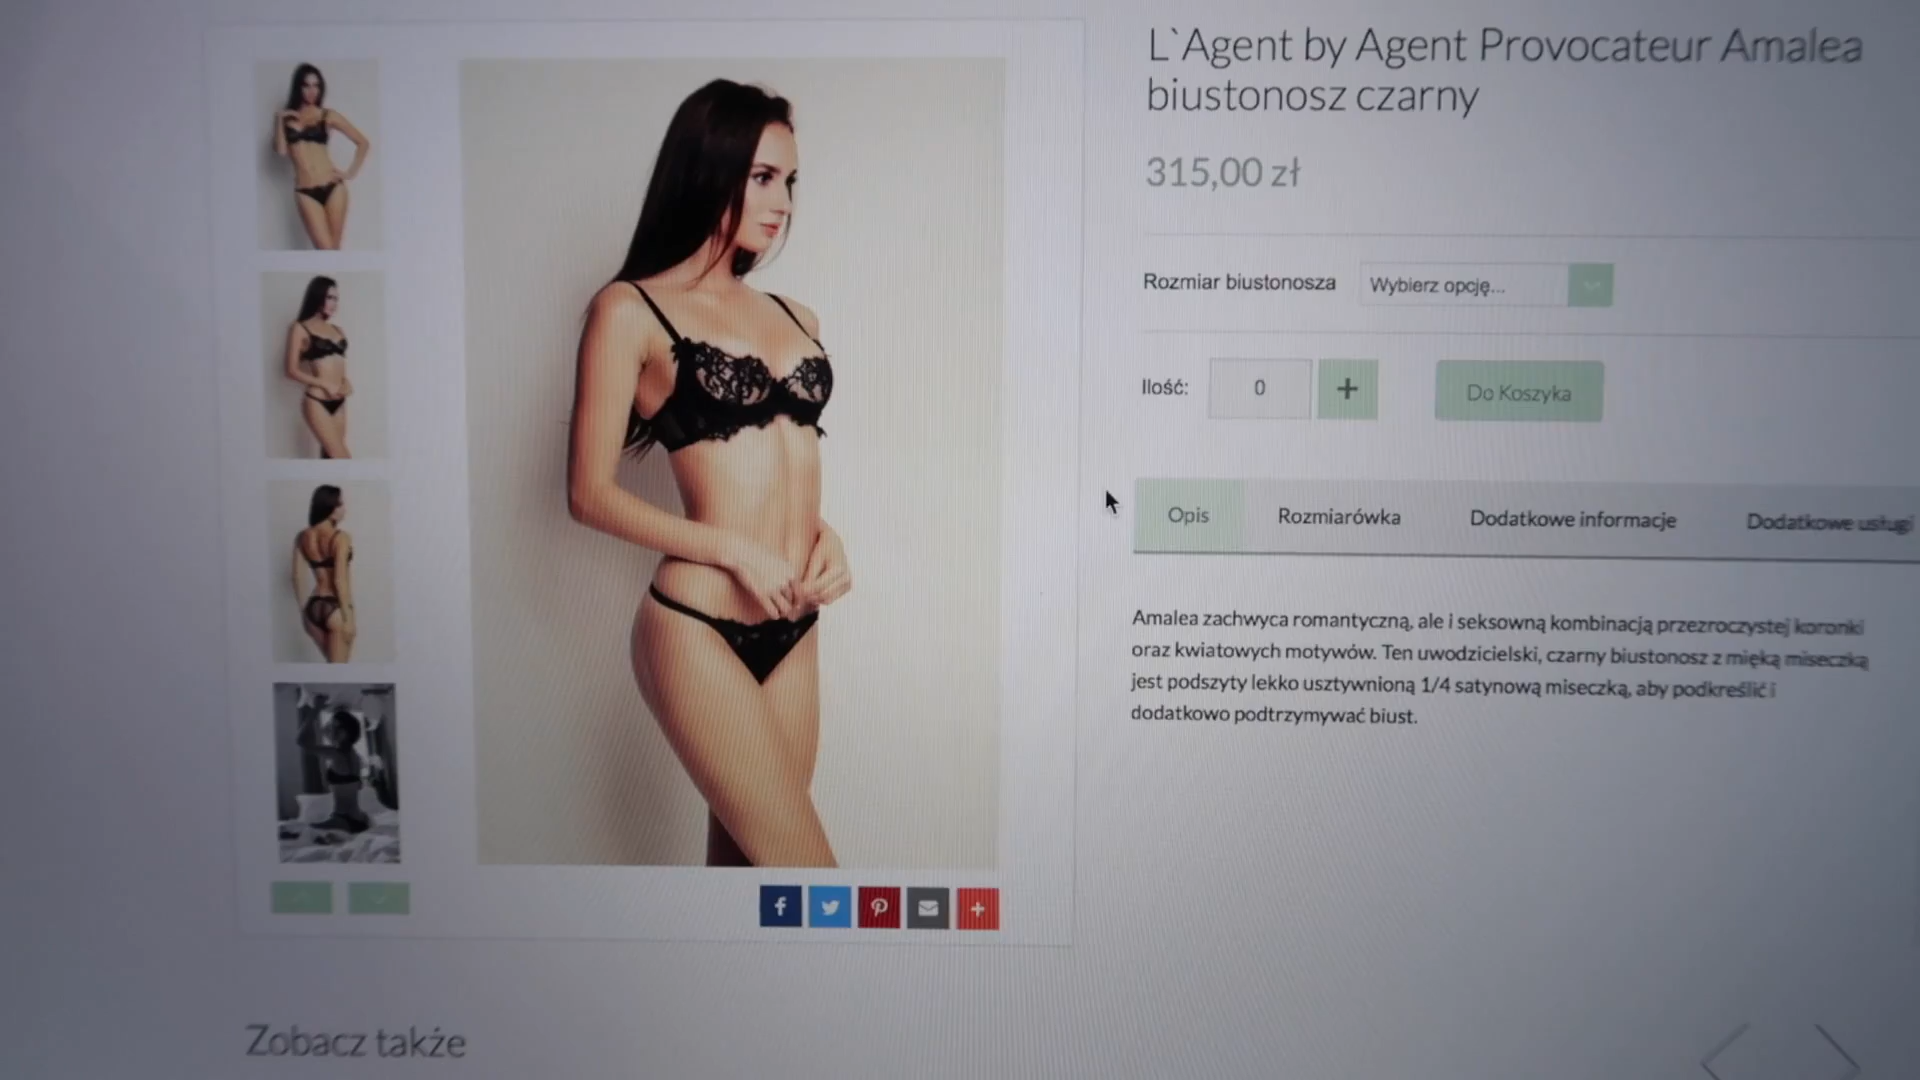 L`Agent by Agent Provocateur Amalea
biustonosz czarny
315,00 zł
Rozmiar biustonosza
Wybierz opcję...
Ilość:
0
+
Do Koszyka
Opis
Rozmiarówka
Dodatkowe informacje
Dodatkowe usługi
Amalea zachwyca romantyczną, ale i seksowną kombinacją przezroczystej koronki
oraz kwiatowych motywów. Ten uwodzicielski, czarny biustonosz z mięką miseczką
jest podszyty lekko usztywnioną 1/4 satynową miseczką, aby podkreślić i
dodatkowo podtrzymywać biust.
Zobacz także